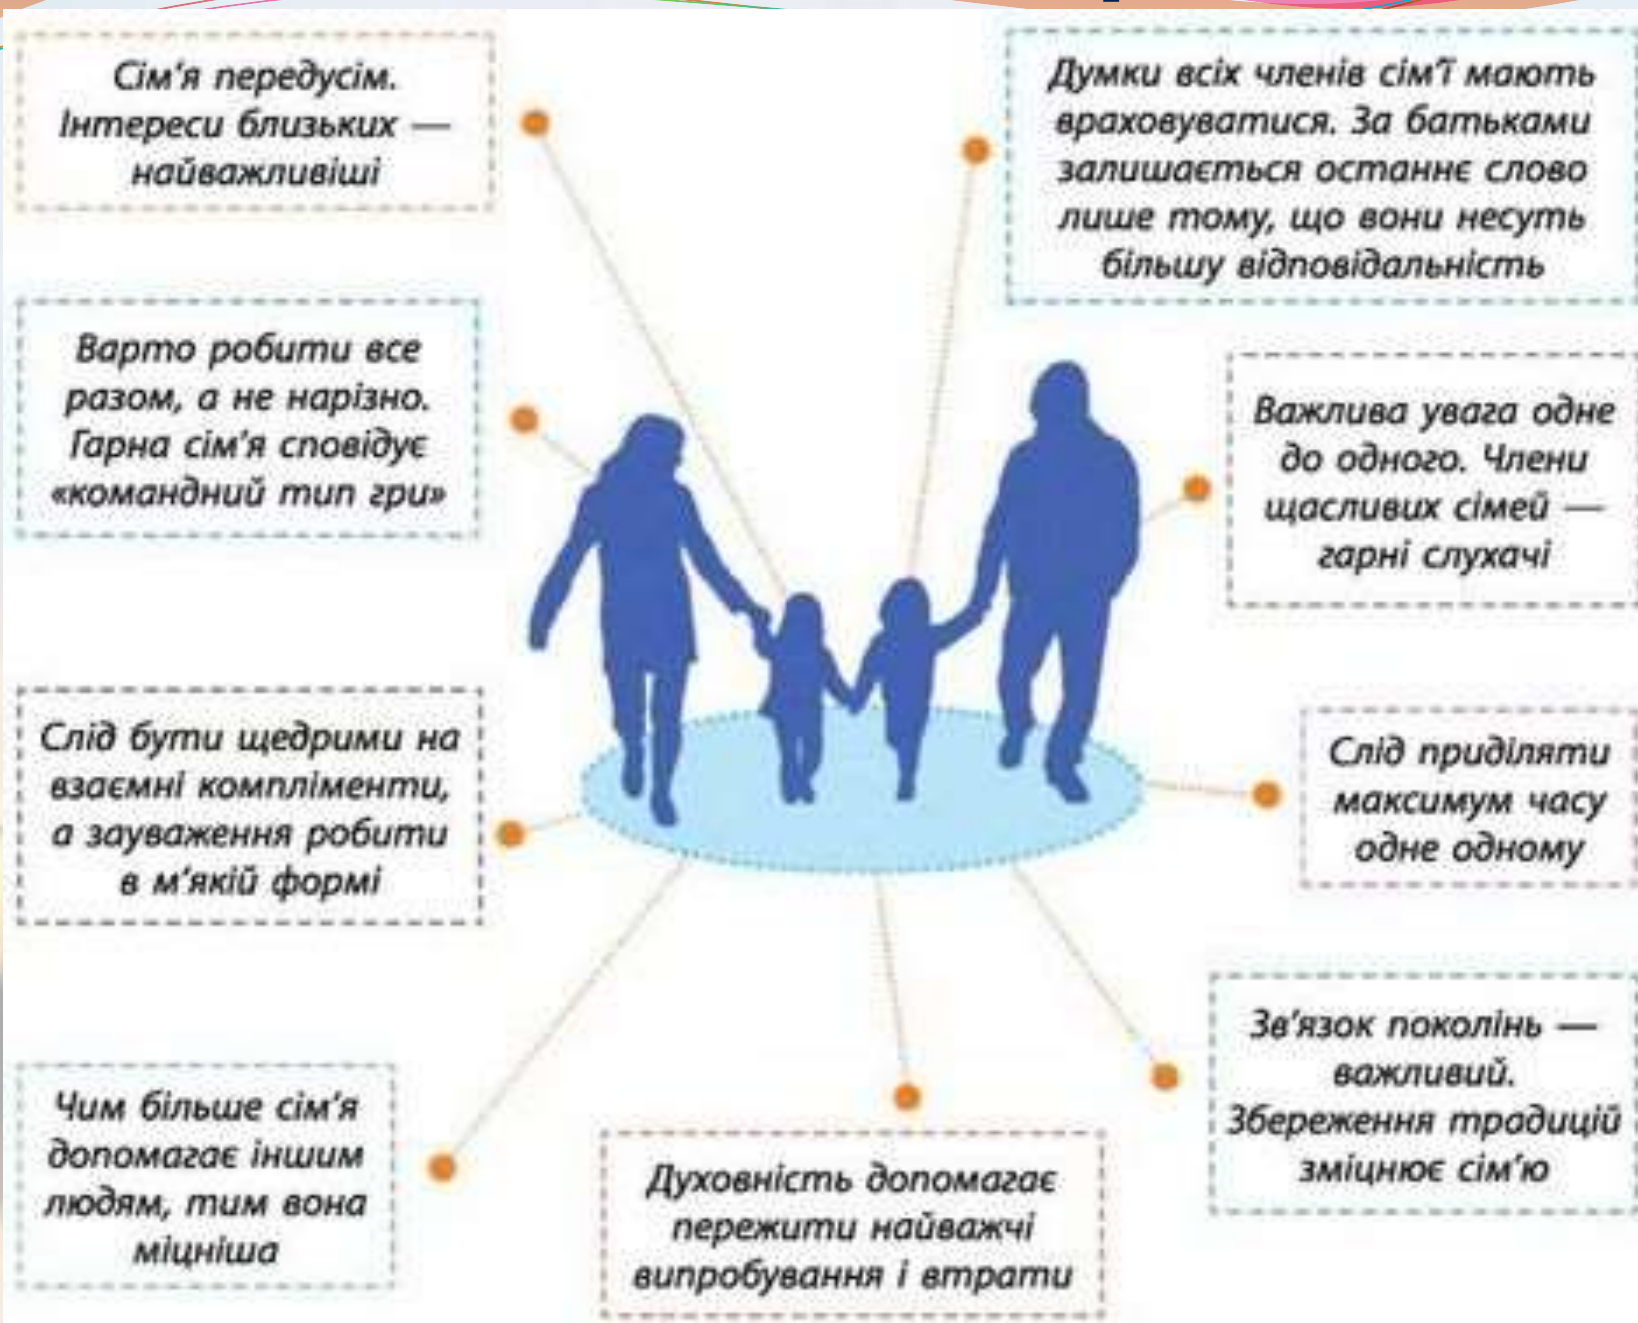 Сім'я передусім.
Інтереси близьких —
найважливіші
Думки всіх членів сім'ї мають
враховуватися. За батьками
залишається останнє слово
лише тому, що вони несуть
більшу відповідальність
Варто робити все
разом, а не нарізно.
Гарна сім'я сповідує
«командний тип гри»
Важлива увага одне
до одного. Члени
щасливих сімей —
гарні слухачі
Слід бути щедрими на
взаємні компліменти,
а зауваження робити
в м'якій формі
Слід приділяти
максимум часу
одне одному
Чим більше сім'я
допомагає іншим
людям, тим вона
міцніша
Духовність допомагає
пережити найважчі
випробування і втрати
Зв'язок поколінь —
важливий.
Збереження традицій
зміцнює сім'ю